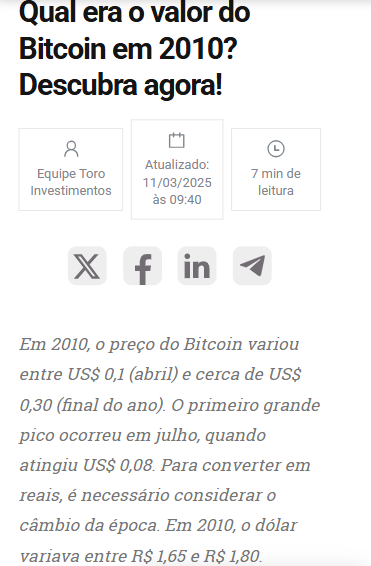 Qual era o valor do
Bitcoin em 2010?
Descubra agora!
Equipe Toro
Investimentos
Atualizado:
11/03/2025
às 09:40
7 min de
leitura
Em 2010, o preço do Bitcoin variou
entre US$ 0,1 (abril) e cerca de US$
0,30 (final do ano). O primeiro grande
pico ocorreu em julho, quando
atingiu US$ 0,08. Para converter em
reais, é necessário considerar o
câmbio da época. Em 2010, o dólar
variava entre R$ 1,65 e R$ 1,80.